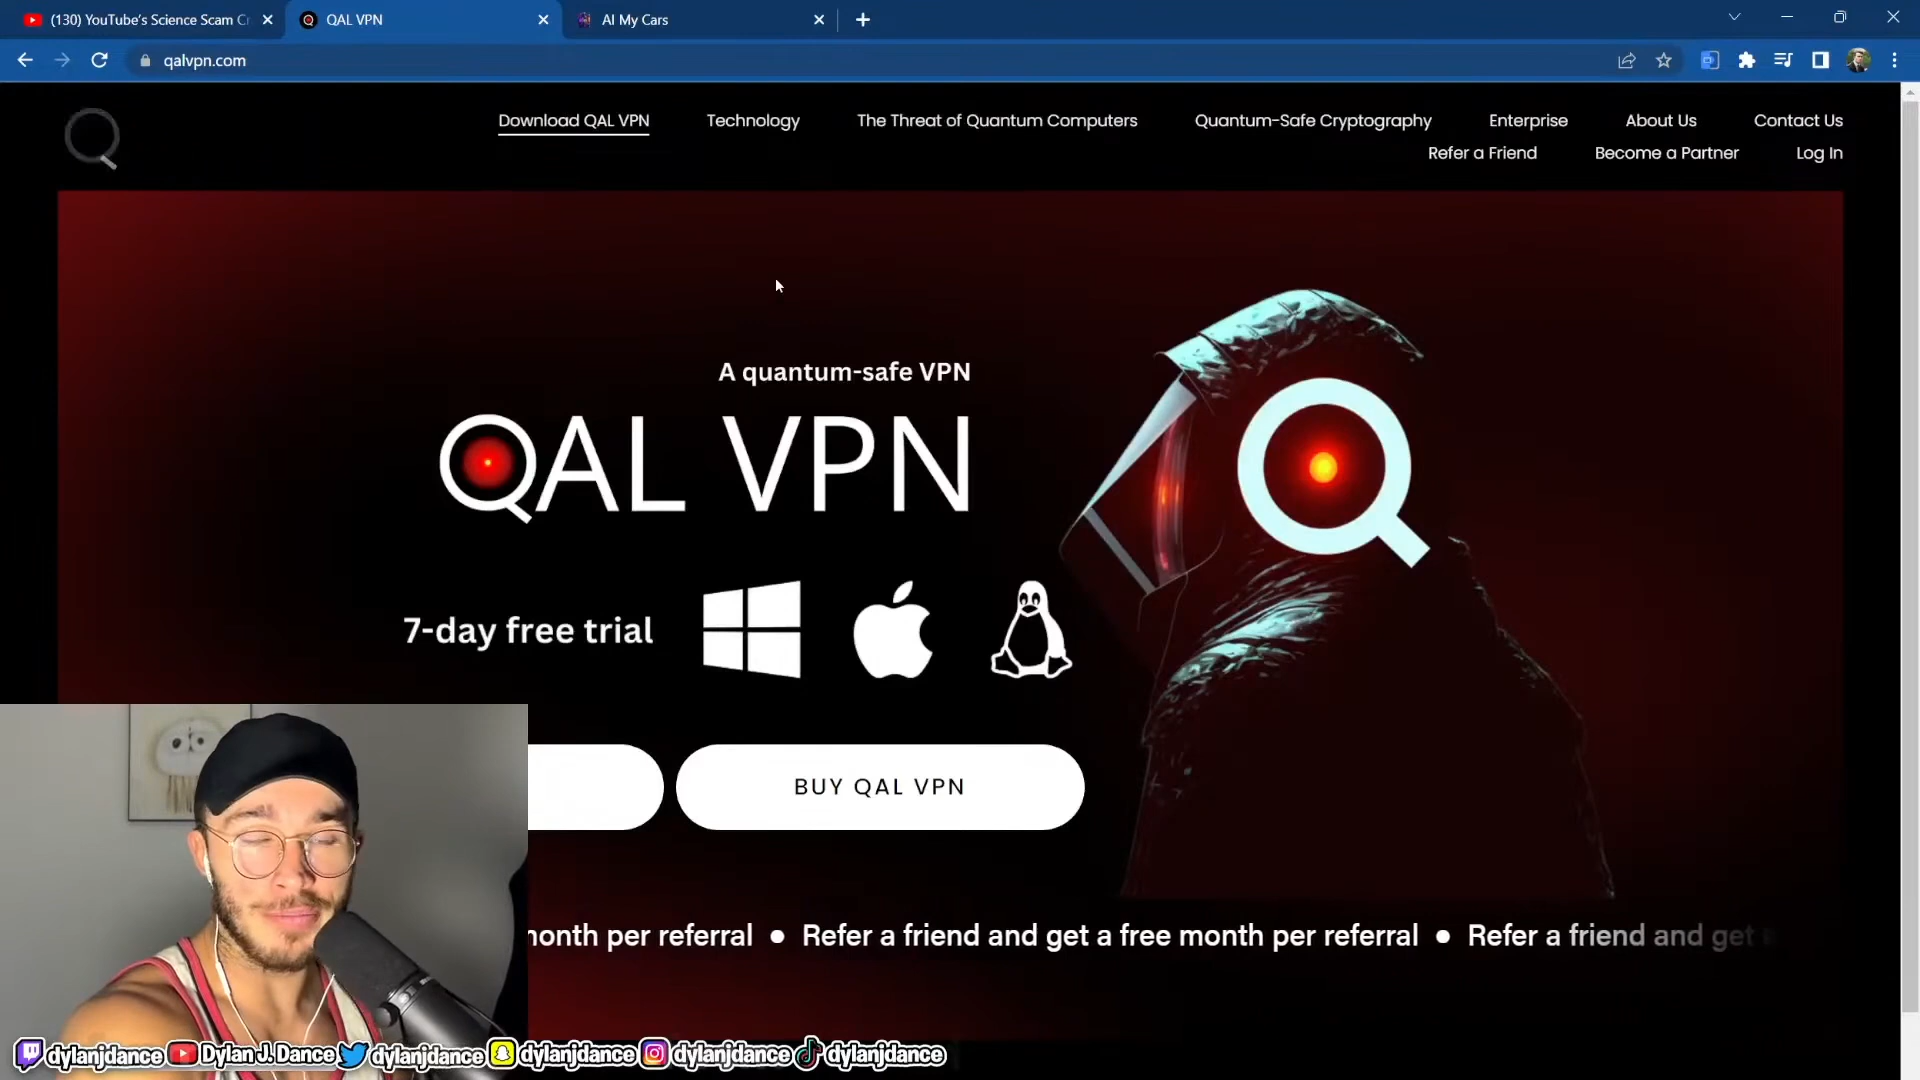 (130) YouTube's Science Scam Cr
QAL VPN
AI My Cars
qalvpn.com
Download QAL VPN
Technology
The Threat of Quantum Computers
Quantum-Safe Cryptography
Enterprise
About Us
Contact Us
Refer a Friend
Become a Partner
Log In
A quantum-safe VPN
QAL VPN
7-day free trial
BUY QAL VPN
month per referral • Refer a friend and get a free month per referral • Refer a friend and get
dylanjdance Dylan J. Dance dylanjdance dylanjdance dylanjdance dylanjdance